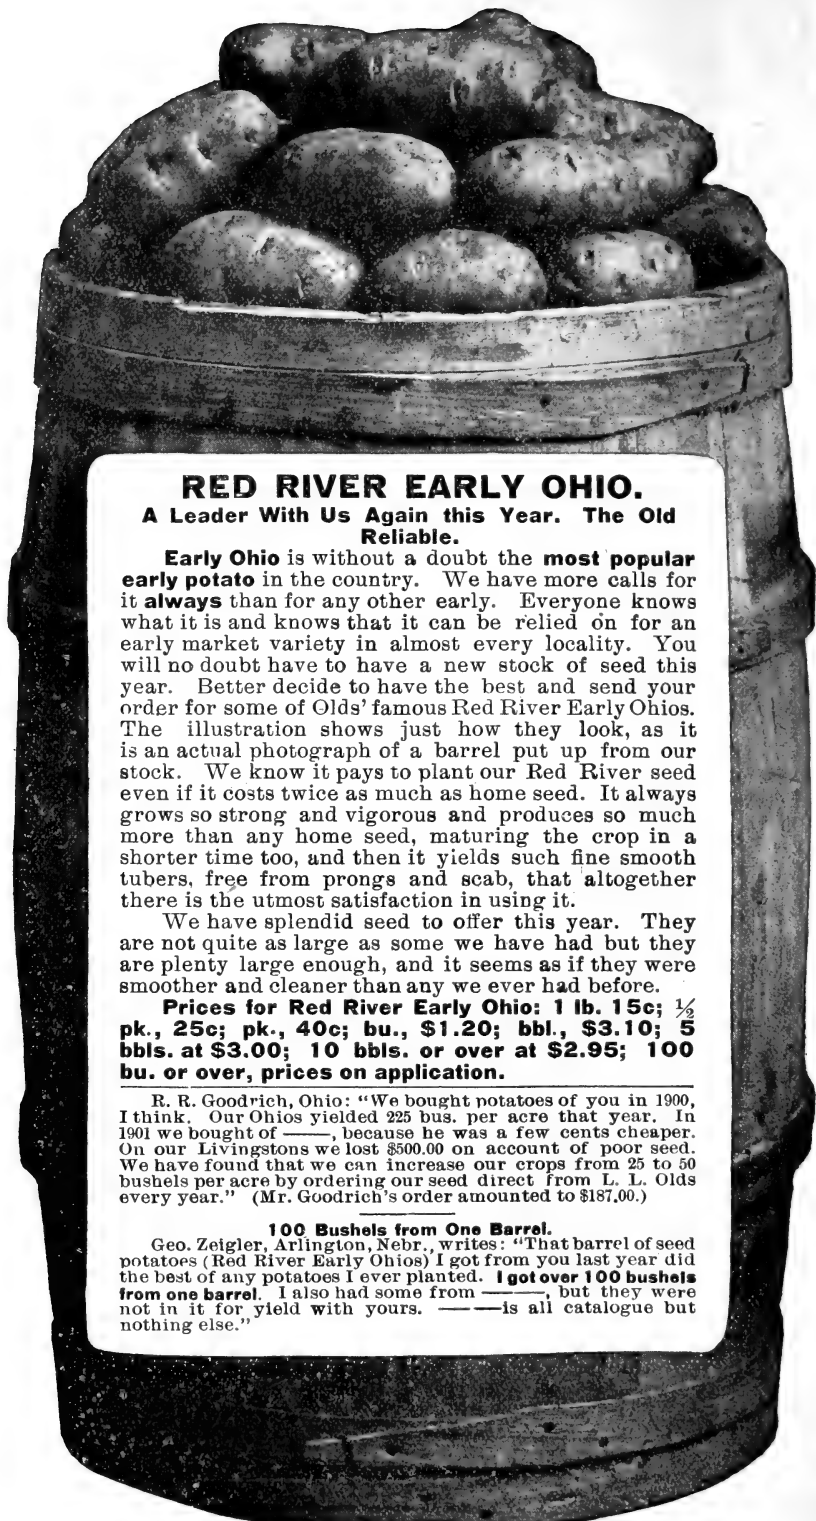 RED RIVER EARLY OHIO.
A Leader With Us Again this Year. The Old
Reliable.
Early Ohio is without a doubt the most popular
early potato in the country. We have more calls for
it always than for any other early. Everyone knows
what it is and knows that it can be relied on for an
early market variety in almost every locality. You
will no doubt have to have a new stock of seed this
year. Better decide to have the best and send your
order for some of Olds' famous Red River Early Ohios.
The illustration shows just how they look, as it
is an actual photograph of a barrel put up from our
stock. We know it pays to plant our Red River seed
even if it costs twice as much as home seed. It always
grows so strong and vigorous and produces so much
more than any home seed, maturing the crop in a
shorter time too, and then it yields such fine smooth
tubers, free from prongs and scab, that altogether
there is the utmost satisfaction in using it.
We have splendid seed to offer this year. They
are not quite as large as some we have had but they
are plenty large enough, and it seems as if they were
smoother and cleaner than any we ever had before.
Prices for Red River Early Ohio: 1 lb. 15c; ½
pk., 25c; pk., 40c; bu., $1.20; bbl., $3.10; 5
bbls. at $3.00; 10 bbls. or over at $2.95; 100
bu. or over, prices on application.
R. R. Goodrich, Ohio: "We bought potatoes of you in 1900,
I think. Our Ohios yielded 225 bus. per acre that year. In
1901 we bought of ———, because he was a few cents cheaper.
On our Livingstons we lost $500.00 on account of poor seed.
We have found that we can increase our crops from 25 to 50
bushels per acre by ordering our seed direct from L. L. Olds
every year." (Mr. Goodrich's order amounted to $187.00.)
100 Bushels from One Barrel.
Geo. Zeigler, Arlington, Nebr., writes: "That barrel of seed
potatoes (Red River Early Ohios) I got from you last year did
the best of any potatoes I ever planted. I got over 100 bushels
from one barrel. I also had some from ———, but they were
not in it for yield with yours. ———is all catalogue but
nothing else."